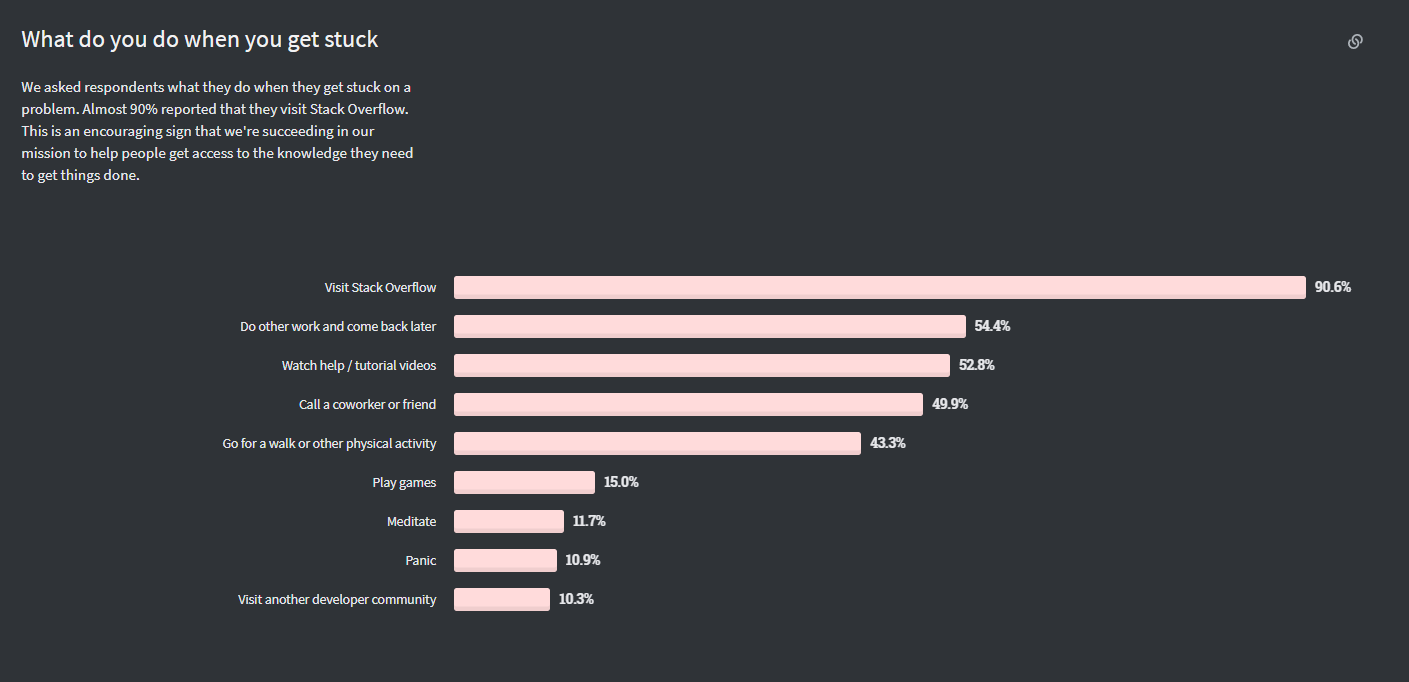 What do you do when you get stuck
We asked respondents what they do when they get stuck on a
problem. Almost 90% reported that they visit Stack Overflow.
This is an encouraging sign that we're succeeding in our
mission to help people get access to the knowledge they need
to get things done.
Visit Stack Overflow 90.6%
Do other work and come back later 54.4%
Watch help / tutorial videos 52.8%
Call a coworker or friend 49.9%
Go for a walk or other physical activity 43.3%
Play games 15.0%
Meditate 11.7%
Panic 10.9%
Visit another developer community 10.3%